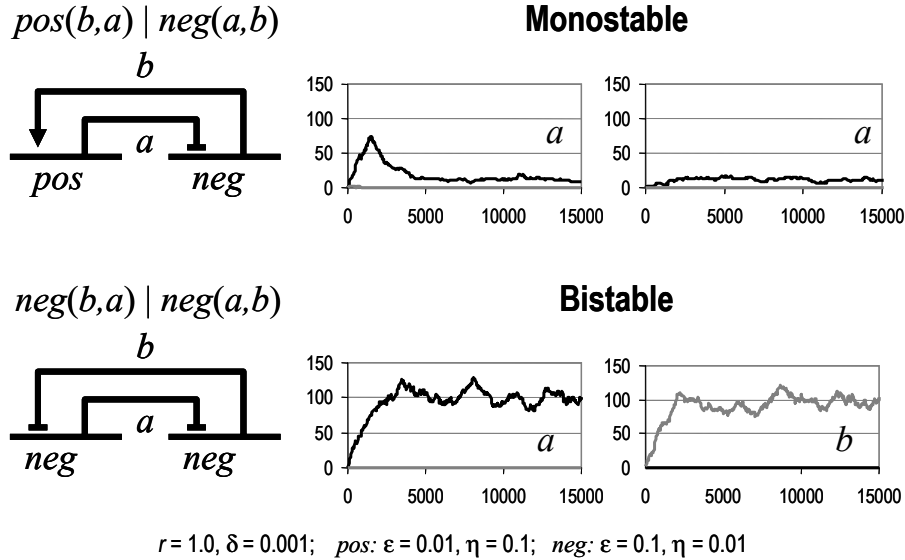 pos(b,a) | neg(a,b)
Monostable
b
a
pos
neg
150
100
50
0
a
0 5000 10000 15000
150
100
50
0
a
0 5000 10000 15000
neg(b,a) | neg(a,b)
Bistable
b
a
neg
neg
150
100
50
0
a
0 5000 10000 15000
150
100
50
0
b
0 5000 10000 15000
r = 1.0, δ = 0.001; pos: ε = 0.01, η = 0.1; neg: ε = 0.1, η = 0.01